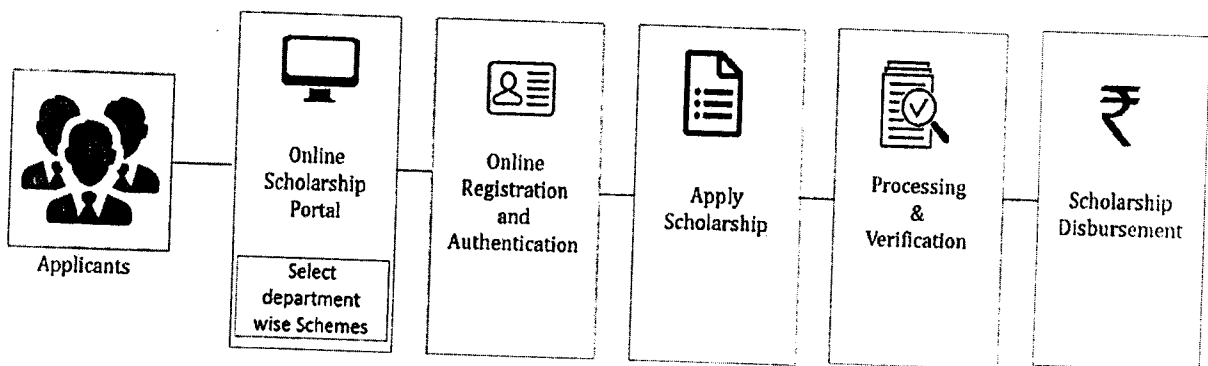 Applicants
Online
Scholarship
Portal
Select
department
wise Schemes
Online
Registration
and
Authentication
Apply
Scholarship
Processing
&
Verification
₹
Scholarship
Disbursement